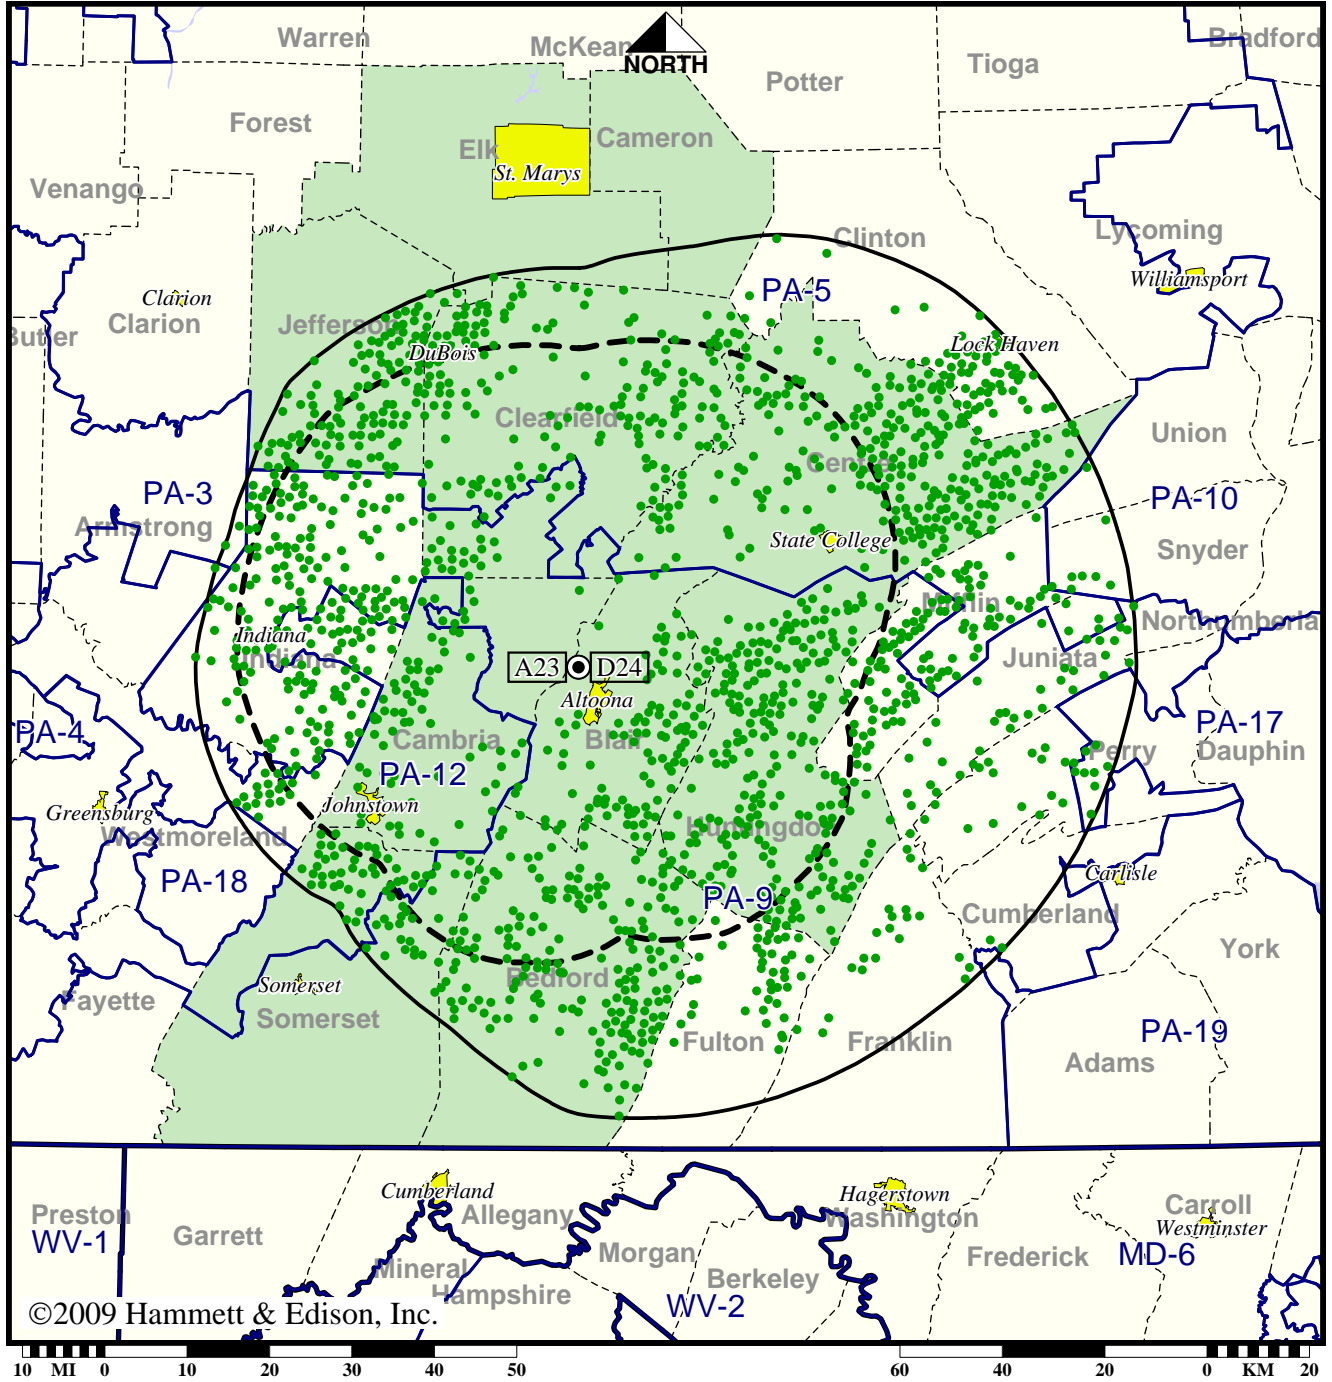 Warren
McKean
NORTH
Bradford
Tioga
Potter
Forest
Elk
Cameron
St. Marys
Venango
Clinton
Lycoming
Williamsport
PA-5
Clarion
Clarion
Jefferson
Butler
DuBois
Lock Haven
Clearfield
Union
Centre
PA-3
PA-10
Armstrong
State College
Snyder
Mifflin
Northumberla
Indiana
Indiana
Juniata
A23
D24
Altoona
PA-4
Cambria
Blair
PA-17
Perry
Dauphin
PA-12
Johnstown
Greensburg
Westmoreland
Huntingdo
PA-18
Carlisle
PA-9
Cumberland
York
Bedford
Somerset
Fayette
Somerset
PA-19
Fulton
Franklin
Adams
Cumberland
Hagerstown
Preston
Allegany
Washington
Carroll
Westminster
WV-1
Garrett
Morgan
Frederick
MD-6
Mineral
Berkeley
Hampshire
WV-2
©2009 Hammett & Edison, Inc.
10 MI 0 10 20 30 40 50
60 40 20 0 KM 20